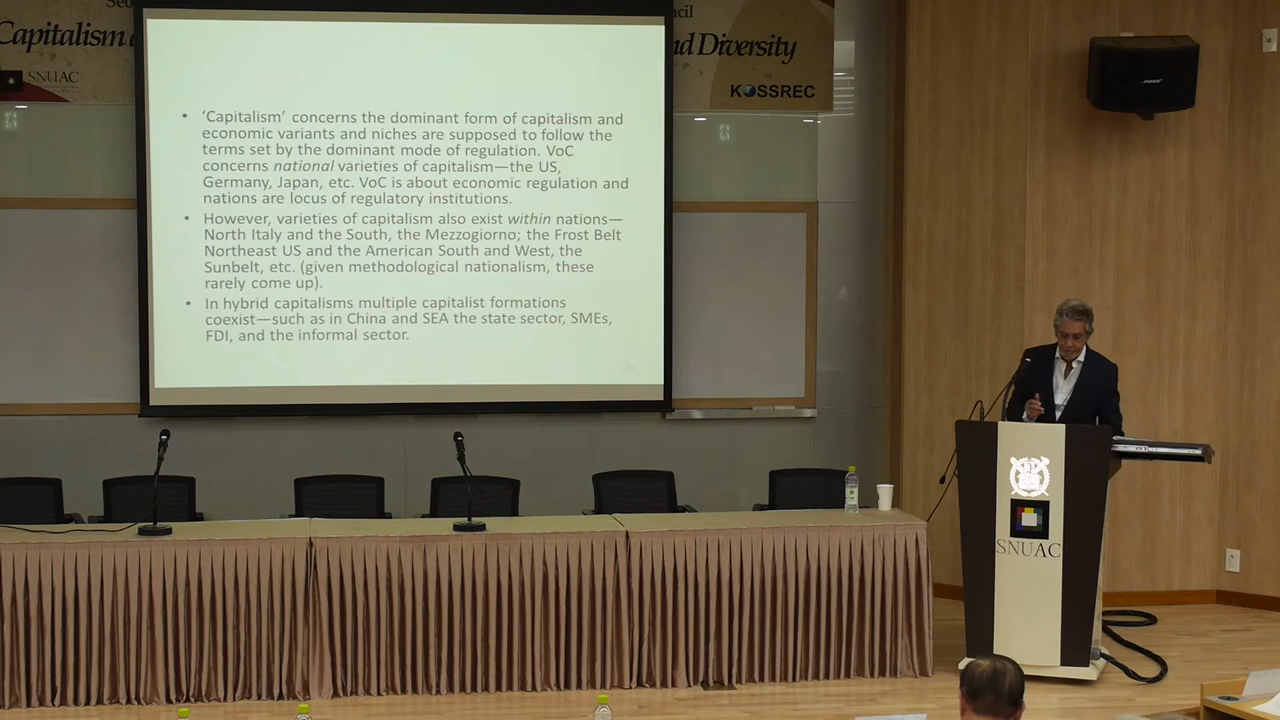 Capitalism
nd Diversity
SNUAC
KOSSREC
• 'Capitalism' concerns the dominant form of capitalism and
economic variants and niches are supposed to follow the
terms set by the dominant mode of regulation. VoC
concerns national varieties of capitalism—the US,
Germany, Japan, etc. VoC is about economic regulation and
nations are locus of regulatory institutions.
• However, varieties of capitalism also exist within nations—
North Italy and the South, the Mezzogiorno; the Frost Belt
Northeast US and the American South and West, the
Sunbelt, etc. (given methodological nationalism, these
rarely come up).
• In hybrid capitalisms multiple capitalist formations
coexist—such as in China and SEA the state sector, SMEs,
FDI, and the informal sector.
BOSE
SNUAC